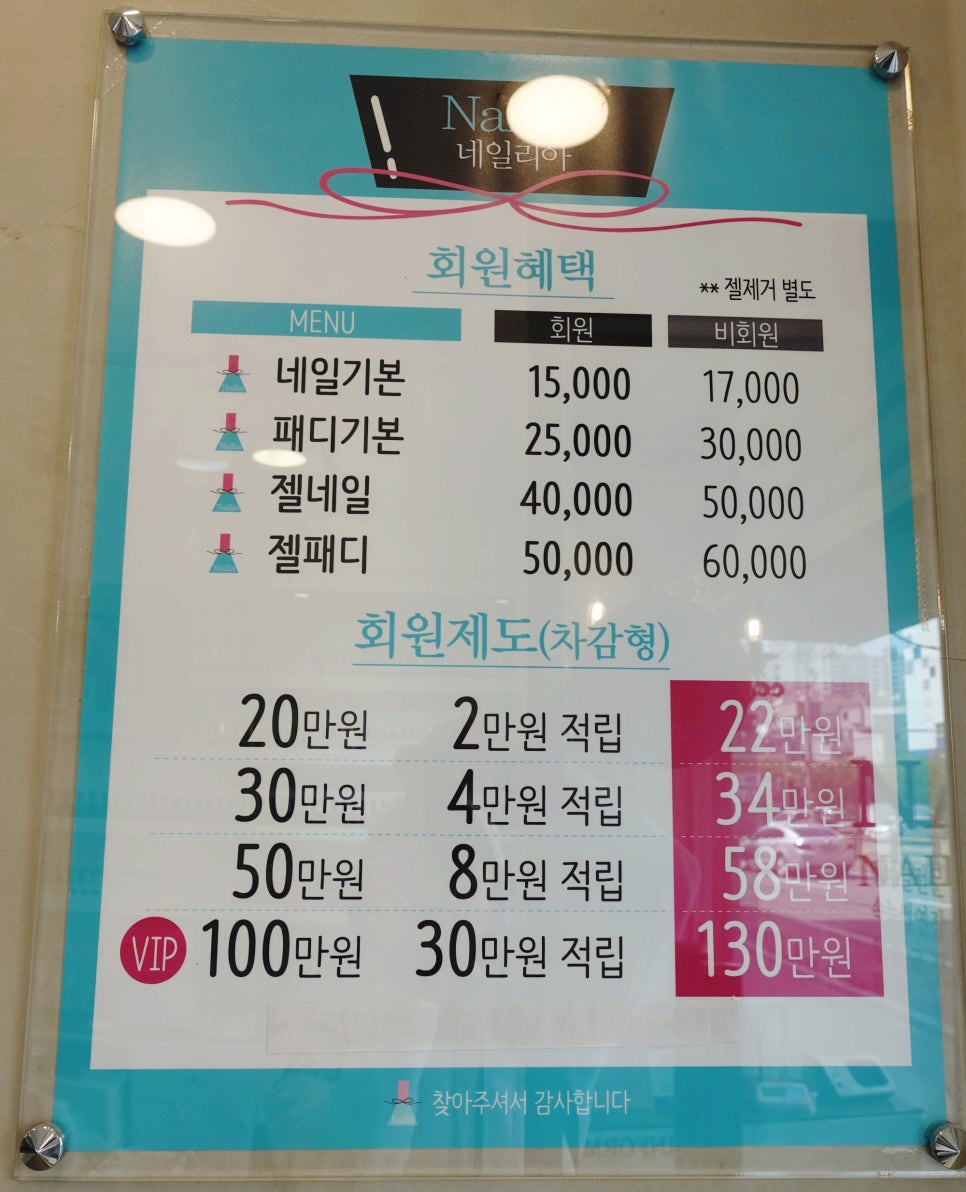 네일리아
회원혜택
** 젤제거 별도
MENU 회원 비회원
네일기본 15,000 17,000
패디기본 25,000 30,000
젤네일 40,000 50,000
젤패디 50,000 60,000
회원제도(차감형)
20만원 2만원 적립 22만원
30만원 4만원 적립 34만원
50만원 8만원 적립 58만원
VIP 100만원 30만원 적립 130만원
찾아주셔서 감사합니다